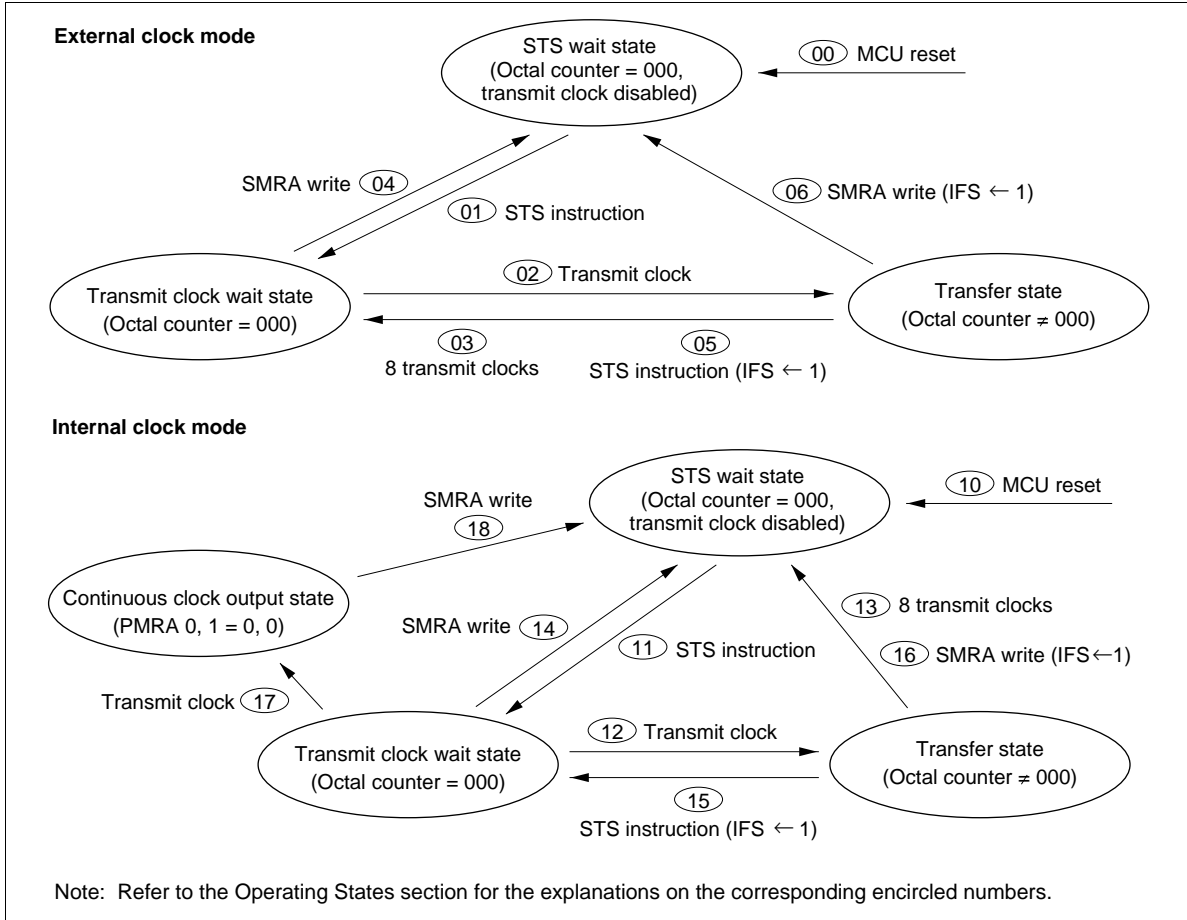 External clock mode
STS wait state
(Octal counter = 000,
transmit clock disabled)
00 MCU reset
SMRA write 04
01 STS instruction
06 SMRA write (IFS ← 1)
Transmit clock wait state
(Octal counter = 000)
02 Transmit clock
Transfer state
(Octal counter ≠ 000)
03
8 transmit clocks
05
STS instruction (IFS ← 1)
Internal clock mode
STS wait state
(Octal counter = 000,
transmit clock disabled)
10 MCU reset
SMRA write
18
Continuous clock output state
(PMRA 0, 1 = 0, 0)
SMRA write 14
11 STS instruction
13 8 transmit clocks
16 SMRA write (IFS←1)
Transmit clock 17
Transmit clock wait state
(Octal counter = 000)
12 Transmit clock
Transfer state
(Octal counter ≠ 000)
15
STS instruction (IFS ← 1)
Note: Refer to the Operating States section for the explanations on the corresponding encircled numbers.